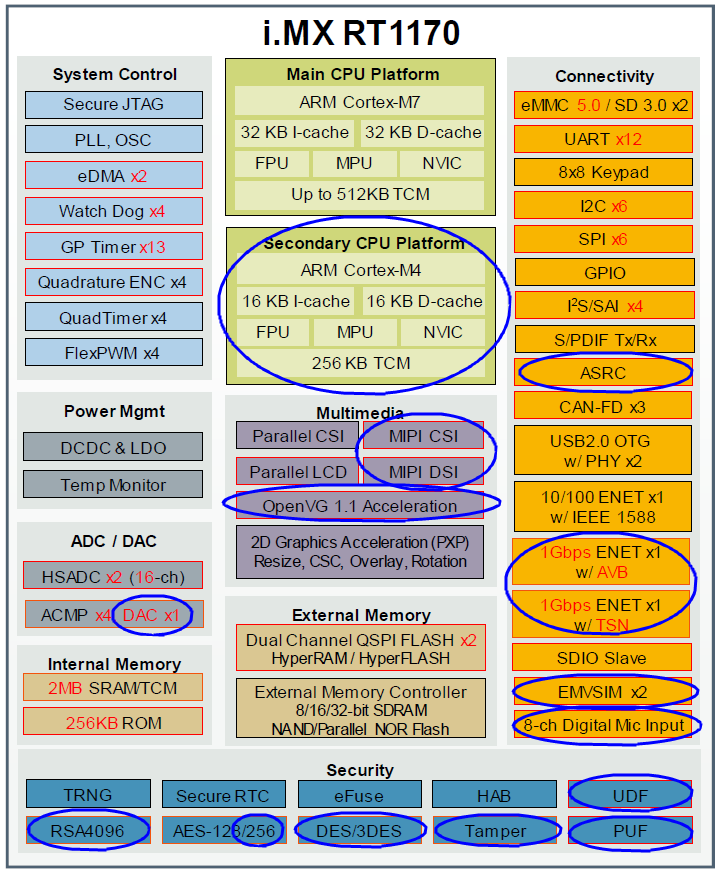 i.MX RT1170
System Control
Secure JTAG
PLL, OSC
eDMA x2
Watch Dog x4
GP Timer x13
Quadrature ENC x4
QuadTimer x4
FlexPWM x4
Power Mgmt
DCDC & LDO
Temp Monitor
ADC / DAC
HSADC x2 (16-ch)
ACMP x4 DAC x1
Internal Memory
2MB SRAM/TCM
256KB ROM
Main CPU Platform
ARM Cortex-M7
32 KB I-cache 32 KB D-cache
FPU MPU NVIC
Up to 512KB TCM
Secondary CPU Platform
ARM Cortex-M4
16 KB I-cache 16 KB D-cache
FPU MPU NVIC
256 KB TCM
Multimedia
Parallel CSI MIPI CSI
Parallel LCD MIPI DSI
OpenVG 1.1 Acceleration
2D Graphics Acceleration (PXP)
Resize, CSC, Overlay, Rotation
External Memory
Dual Channel QSPI FLASH x2
HyperRAM / HyperFLASH
External Memory Controller
8/16/32-bit SDRAM
NAND/Parallel NOR Flash
Connectivity
eMMC 5.0 / SD 3.0 x2
UART x12
8x8 Keypad
I2C x6
SPI x6
GPIO
I²S/SAI x4
S/PDIF Tx/Rx
ASRC
CAN-FD x3
USB2.0 OTG
w/ PHY x2
10/100 ENET x1
w/ IEEE 1588
1Gbps ENET x1
w/ AVB
1Gbps ENET x1
w/ TSN
SDIO Slave
EMVSIM x2
8-ch Digital Mic Input
Security
TRNG Secure RTC eFuse HAB UDF
RSA4096 AES-128/256 DES/3DES Tamper PUF